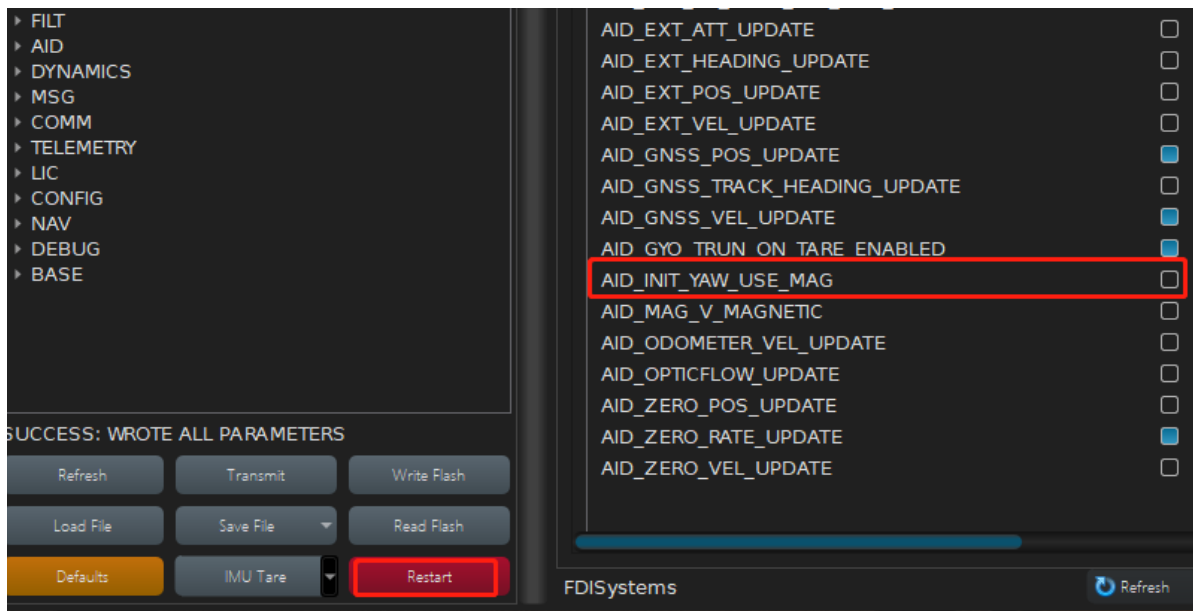 FILT
AID
DYNAMICS
MSG
COMM
TELEMETRY
LIC
CONFIG
NAV
DEBUG
BASE
SUCCESS: WROTE ALL PARAMETERS
Refresh Transmit Write Flash
Load File Save File Read Flash
Defaults IMU Tare Restart
AID_EXT_ATT_UPDATE
AID_EXT_HEADING_UPDATE
AID_EXT_POS_UPDATE
AID_EXT_VEL_UPDATE
AID_GNSS_POS_UPDATE
AID_GNSS_TRACK_HEADING_UPDATE
AID_GNSS_VEL_UPDATE
AID_GYO_TRUN_ON_TARE_ENABLED
AID_INIT_YAW_USE_MAG
AID_MAG_V_MAGNETIC
AID_ODOMETER_VEL_UPDATE
AID_OPTICFLOW_UPDATE
AID_ZERO_POS_UPDATE
AID_ZERO_RATE_UPDATE
AID_ZERO_VEL_UPDATE
FDISystems Refresh